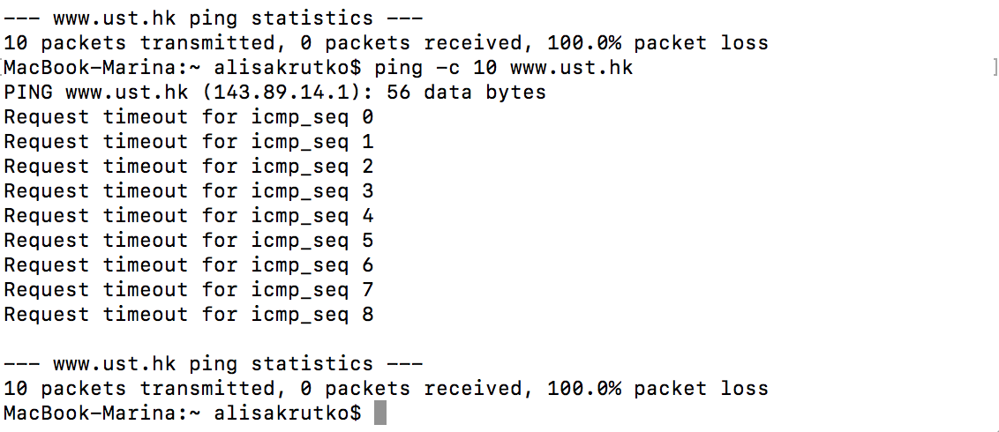 --- www.ust.hk ping statistics ---
10 packets transmitted, 0 packets received, 100.0% packet loss
[MacBook-Marina:~ alisakrutko$ ping -c 10 www.ust.hk ]
PING www.ust.hk (143.89.14.1): 56 data bytes
Request timeout for icmp_seq 0
Request timeout for icmp_seq 1
Request timeout for icmp_seq 2
Request timeout for icmp_seq 3
Request timeout for icmp_seq 4
Request timeout for icmp_seq 5
Request timeout for icmp_seq 6
Request timeout for icmp_seq 7
Request timeout for icmp_seq 8
--- www.ust.hk ping statistics ---
10 packets transmitted, 0 packets received, 100.0% packet loss
MacBook-Marina:~ alisakrutko$